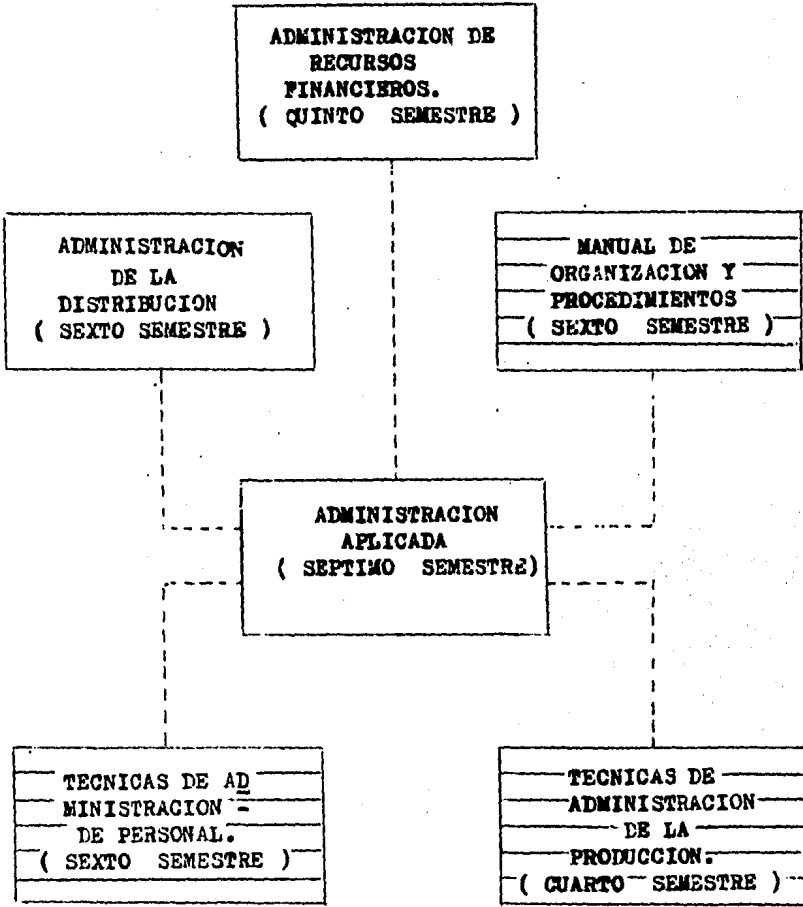 ADMINISTRACION DE
RECURSOS
FINANCIEROS.
( QUINTO SEMESTRE )
ADMINISTRACION
DE LA
DISTRIBUCION
( SEXTO SEMESTRE )
MANUAL DE
ORGANIZACION Y
PROCEDIMIENTOS
( SEXTO SEMESTRE )
ADMINISTRACION
APLICADA
( SEPTIMO SEMESTRE)
TECNICAS DE AD
MINISTRACION -
DE PERSONAL.
( SEXTO SEMESTRE )
TECNICAS DE
ADMINISTRACION
DE LA
PRODUCCION.
( CUARTO SEMESTRE )